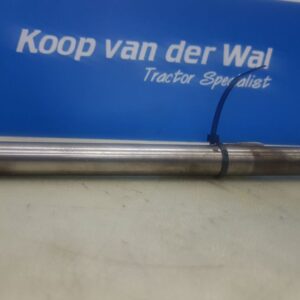 Koop van der Wal
Tractor Specialist